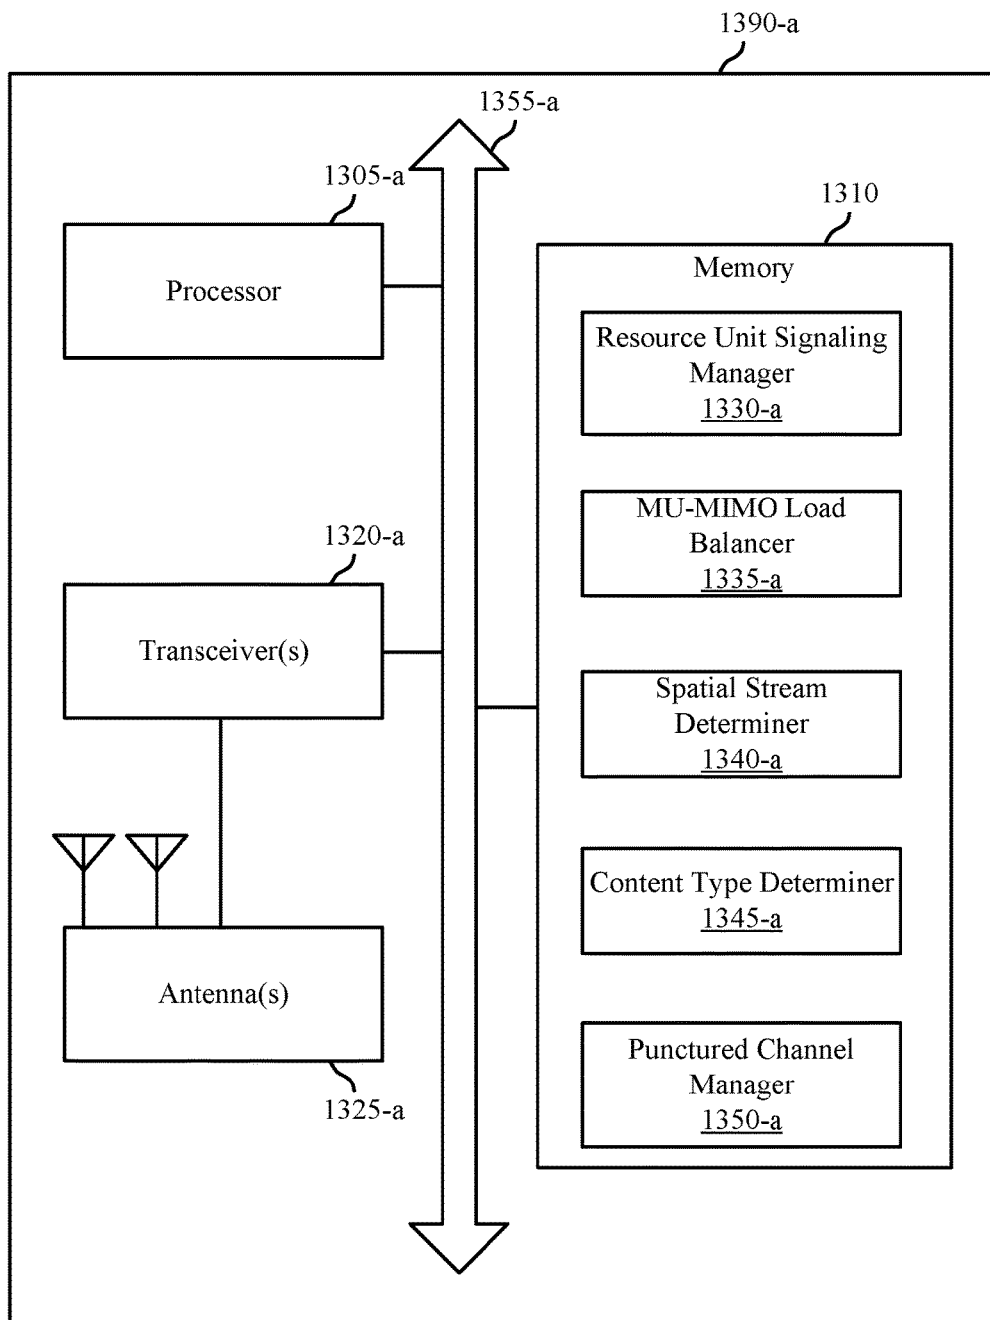 1390-a
1355-a
1305-a
Processor
1310
Memory
Resource Unit Signaling
Manager
1330-a
MU-MIMO Load
Balancer
1335-a
1320-a
Transceiver(s)
Spatial Stream
Determiner
1340-a
Content Type Determiner
1345-a
Antenna(s)
1325-a
Punctured Channel
Manager
1350-a